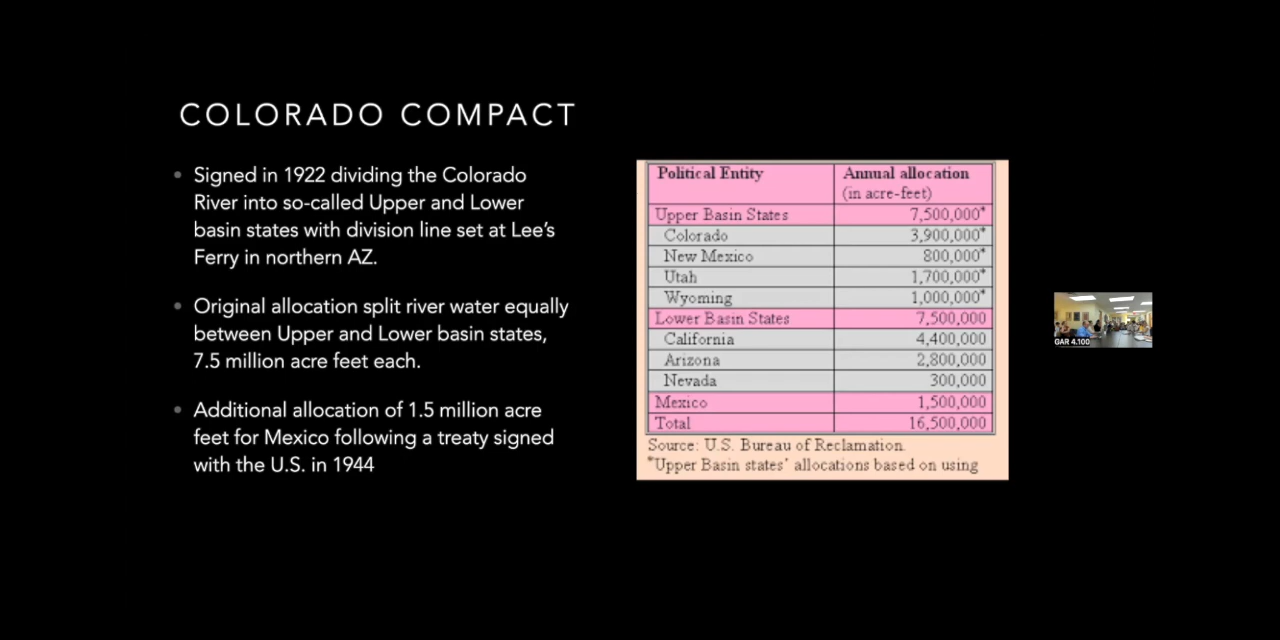 COLORADO COMPACT
• Signed in 1922 dividing the Colorado
River into so-called Upper and Lower
basin states with division line set at Lee’s
Ferry in northern AZ.
• Original allocation split river water equally
between Upper and Lower basin states,
7.5 million acre feet each.
• Additional allocation of 1.5 million acre
feet for Mexico following a treaty signed
with the U.S. in 1944
Political Entity Annual allocation
(in acre-feet)
Upper Basin States 7,500,000*
Colorado 3,900,000*
New Mexico 800,000*
Utah 1,700,000*
Wyoming 1,000,000*
Lower Basin States 7,500,000
California 4,400,000
Arizona 2,800,000
Nevada 300,000
Mexico 1,500,000
Total 16,500,000
Source: U.S. Bureau of Reclamation.
*Upper Basin states’ allocations based on using
GAR 4.100